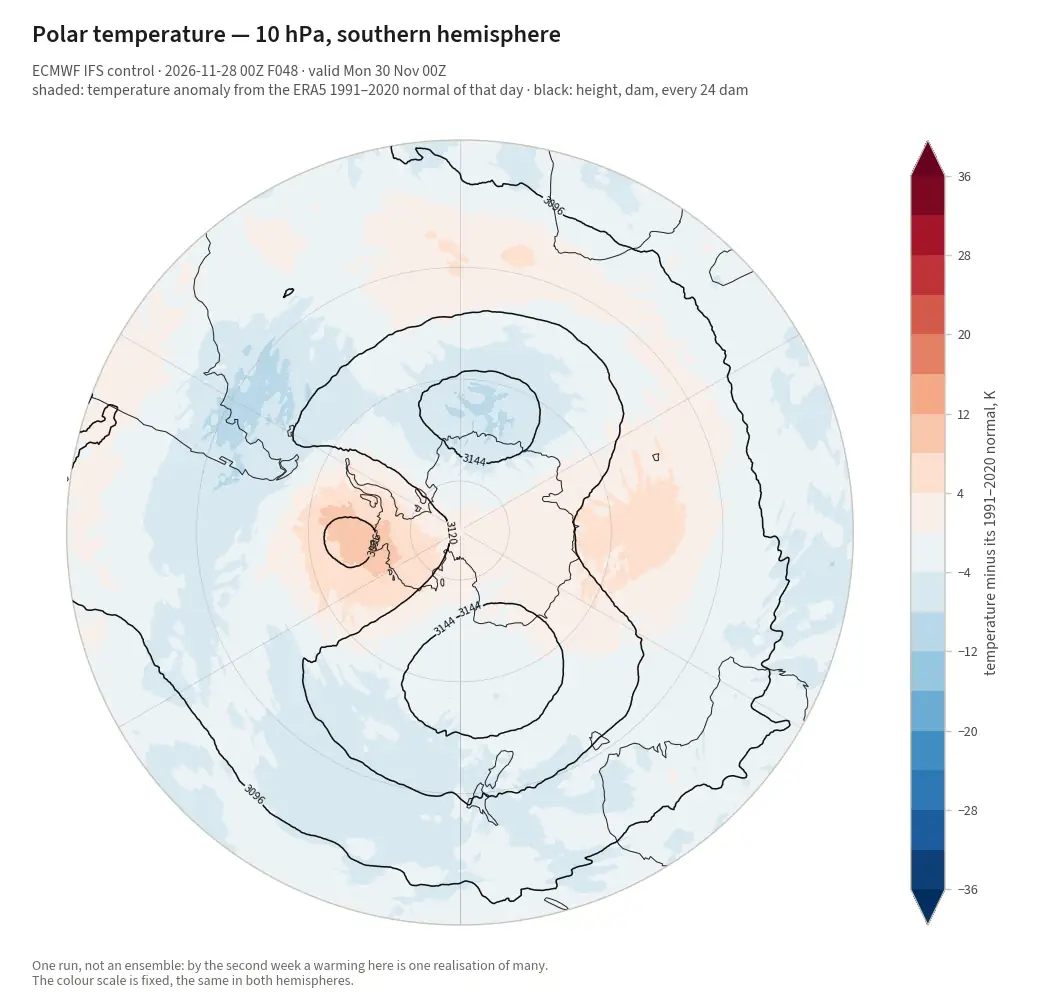 Polar temperature — 10 hPa, southern hemisphere
ECMWF IFS control · 2026-11-28 00Z F048 · valid Mon 30 Nov 00Z
shaded: temperature anomaly from the ERA5 1991–2020 normal of that day · black: height, dam, every 24 dam
3096
3144
3120
3144
3144
3096
36
28
20
12
4
−4
−12
−20
−28
−36
temperature minus its 1991–2020 normal, K
One run, not an ensemble: by the second week a warming here is one realisation of many.
The colour scale is fixed, the same in both hemispheres.